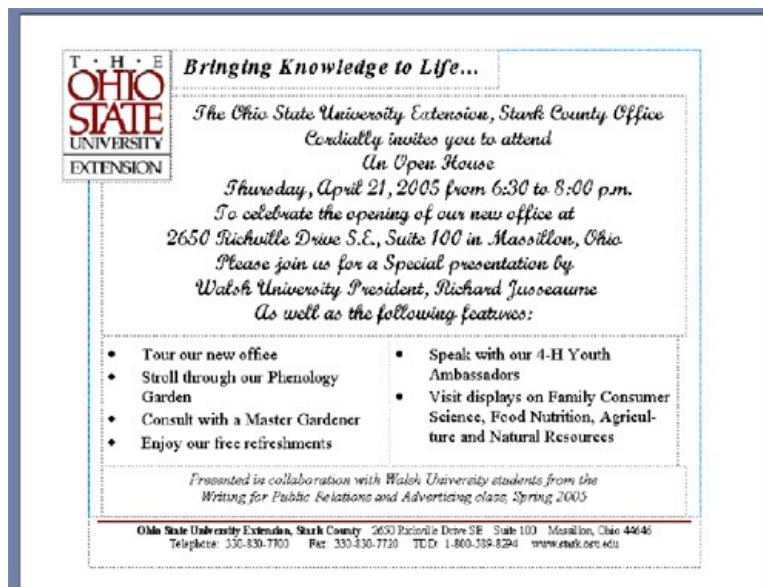 T · H · E
OHIO
STATE
UNIVERSITY
EXTENSION
Bringing Knowledge to Life...
The Ohio State University Extension, Stark County Office
Cordially invites you to attend
An Open House
Thursday, April 21, 2005 from 6:30 to 8:00 p.m.
To celebrate the opening of our new office at
2650 Richville Drive S.E., Suite 100 in Massillon, Ohio
Please join us for a Special presentation by
Walsh University President, Richard Jusseaume
As well as the following features:
• Tour our new office
• Stroll through our Phenology
Garden
• Consult with a Master Gardener
• Enjoy our free refreshments
• Speak with our 4-H Youth
Ambassadors
• Visit displays on Family Consumer
Science, Food Nutrition, Agricul-
ture and Natural Resources
Presented in collaboration with Walsh University students from the
Writing for Public Relations and Advertising class, Spring 2005
Ohio State University Extension, Stark County 2650 Richville Drive SE Suite 100 Massillon, Ohio 44646
Telephone: 330-830-7700 Fax: 330-830-7720 TDD: 1-800-589-8294 www.stark.osu.edu